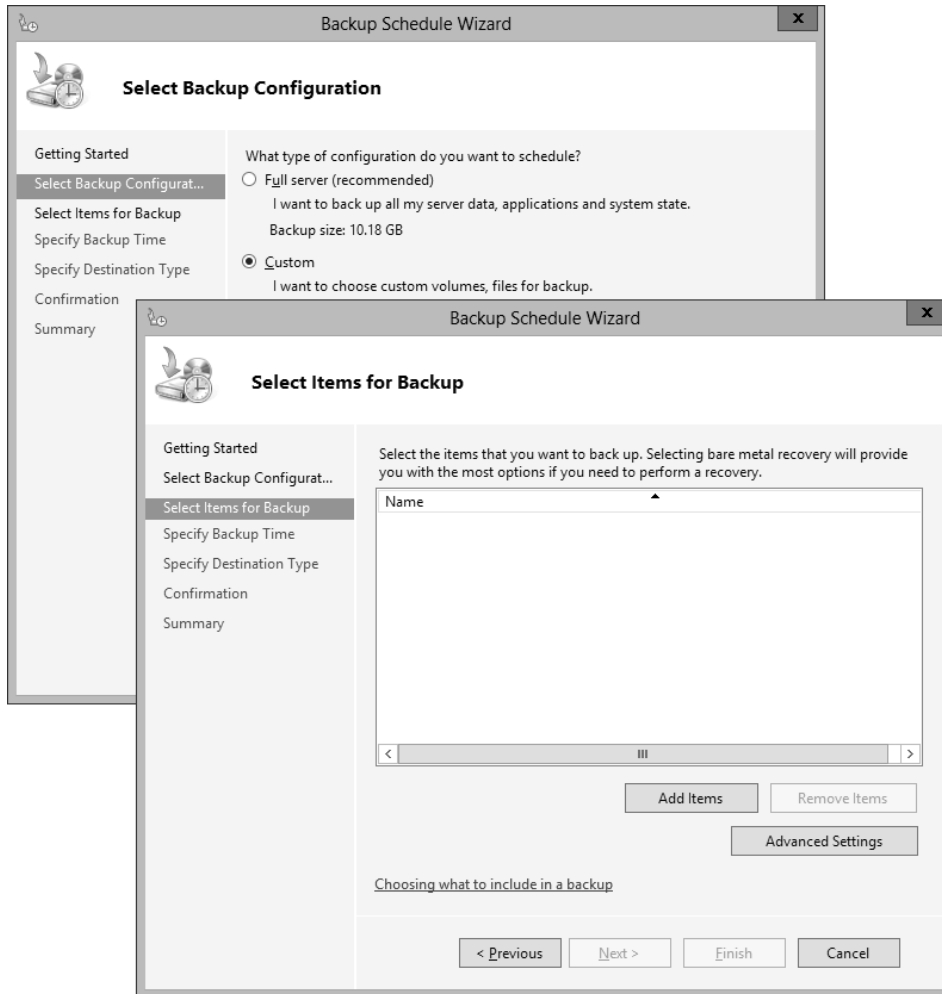 Backup Schedule Wizard
x
Select Backup Configuration
Getting Started
Select Backup Configurat...
Select Items for Backup
Specify Backup Time
Specify Destination Type
Confirmation
Summary
What type of configuration do you want to schedule?
Full server (recommended)
I want to back up all my server data, applications and system state.
Backup size: 10.18 GB
Custom
I want to choose custom volumes, files for backup.
Backup Schedule Wizard
x
Select Items for Backup
Getting Started
Select Backup Configurat...
Select Items for Backup
Specify Backup Time
Specify Destination Type
Confirmation
Summary
Select the items that you want to back up. Selecting bare metal recovery will provide
you with the most options if you need to perform a recovery.
Name
Add Items
Remove Items
Advanced Settings
Choosing what to include in a backup
< Previous
Next >
Finish
Cancel